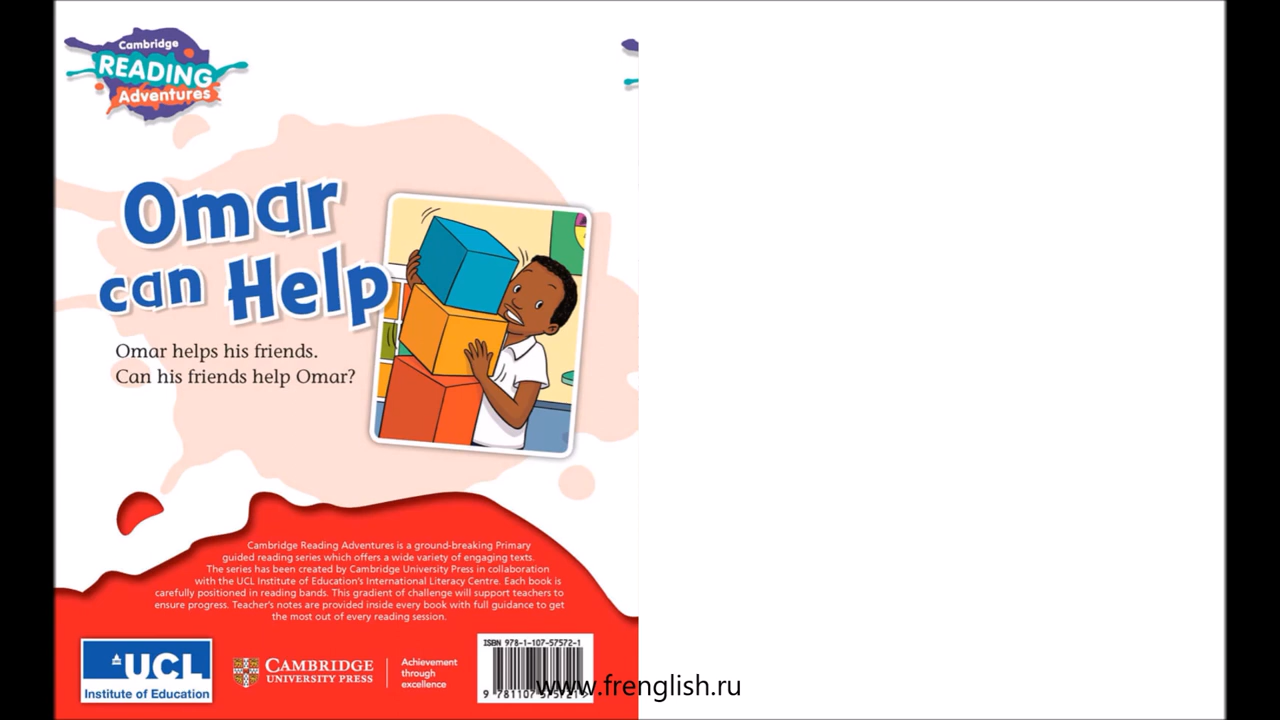 Cambridge
READING
Adventures
Omar
can Help
Omar helps his friends.
Can his friends help Omar?
Cambridge Reading Adventures is a ground-breaking Primary
guided reading series which offers a wide variety of engaging texts.
The series has been created by Cambridge University Press in collaboration
with the UCL Institute of Education's International Literacy Centre. Each book is
carefully positioned in reading bands. This gradient of challenge will support teachers to
ensure progress. Teacher's notes are provided inside every book with full guidance to get
the most out of every reading session.
UCL
Institute of Education
CAMBRIDGE
UNIVERSITY PRESS
Achievement
through
excellence
ISBN 978-1-107-57572-1
9 781107 575721 >
www.frenglish.ru